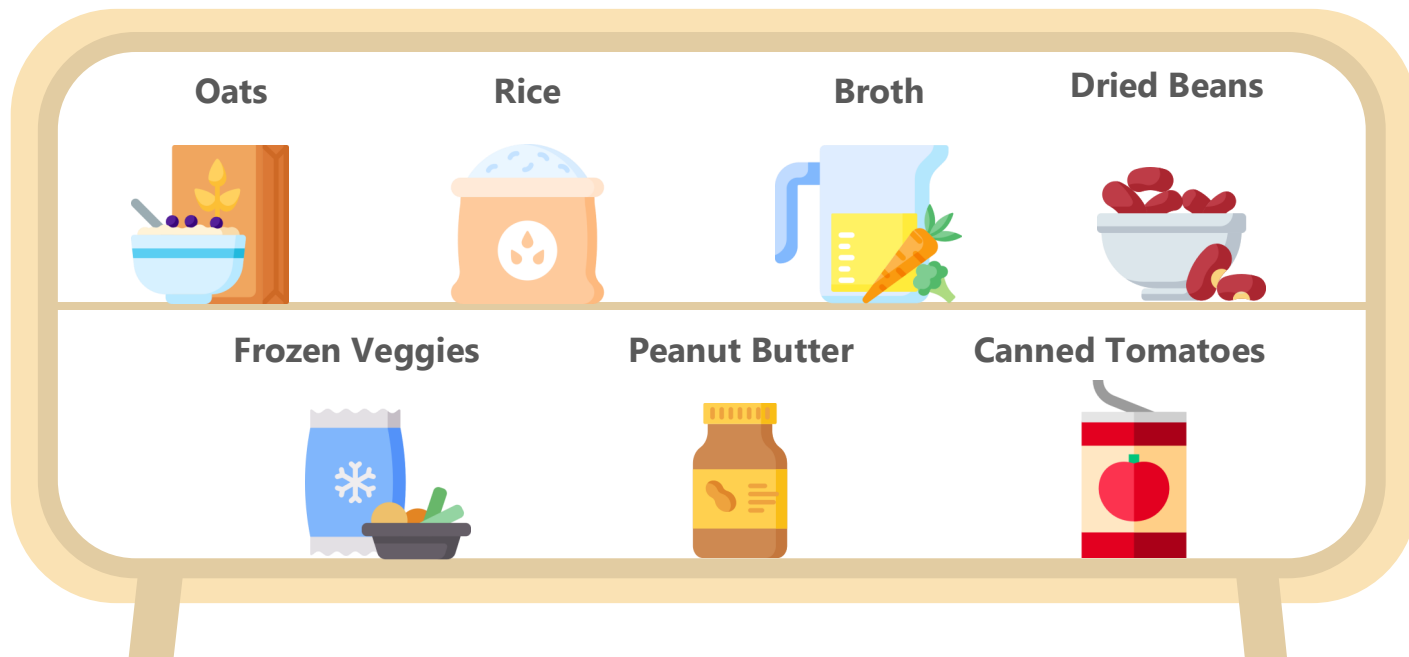 Oats
Rice
Broth
Dried Beans
Frozen Veggies
Peanut Butter
Canned Tomatoes